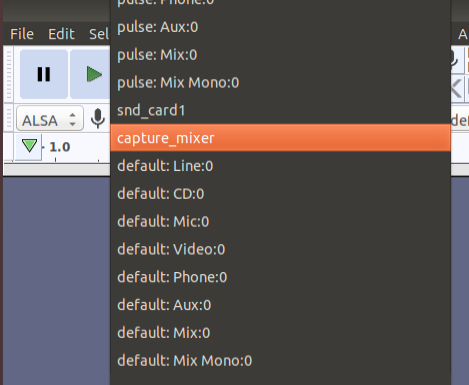 pulse: Phone:0
File Edit Sel
pulse: Aux:0
A
pulse: Mix:0
pulse: Mix Mono:0
snd_card1
ALSA
def
capture_mixer
- 1.0
default: Line:0
default: CD:0
default: Mic:0
default: Video:0
default: Phone:0
default: Aux:0
default: Mix:0
default: Mix Mono:0